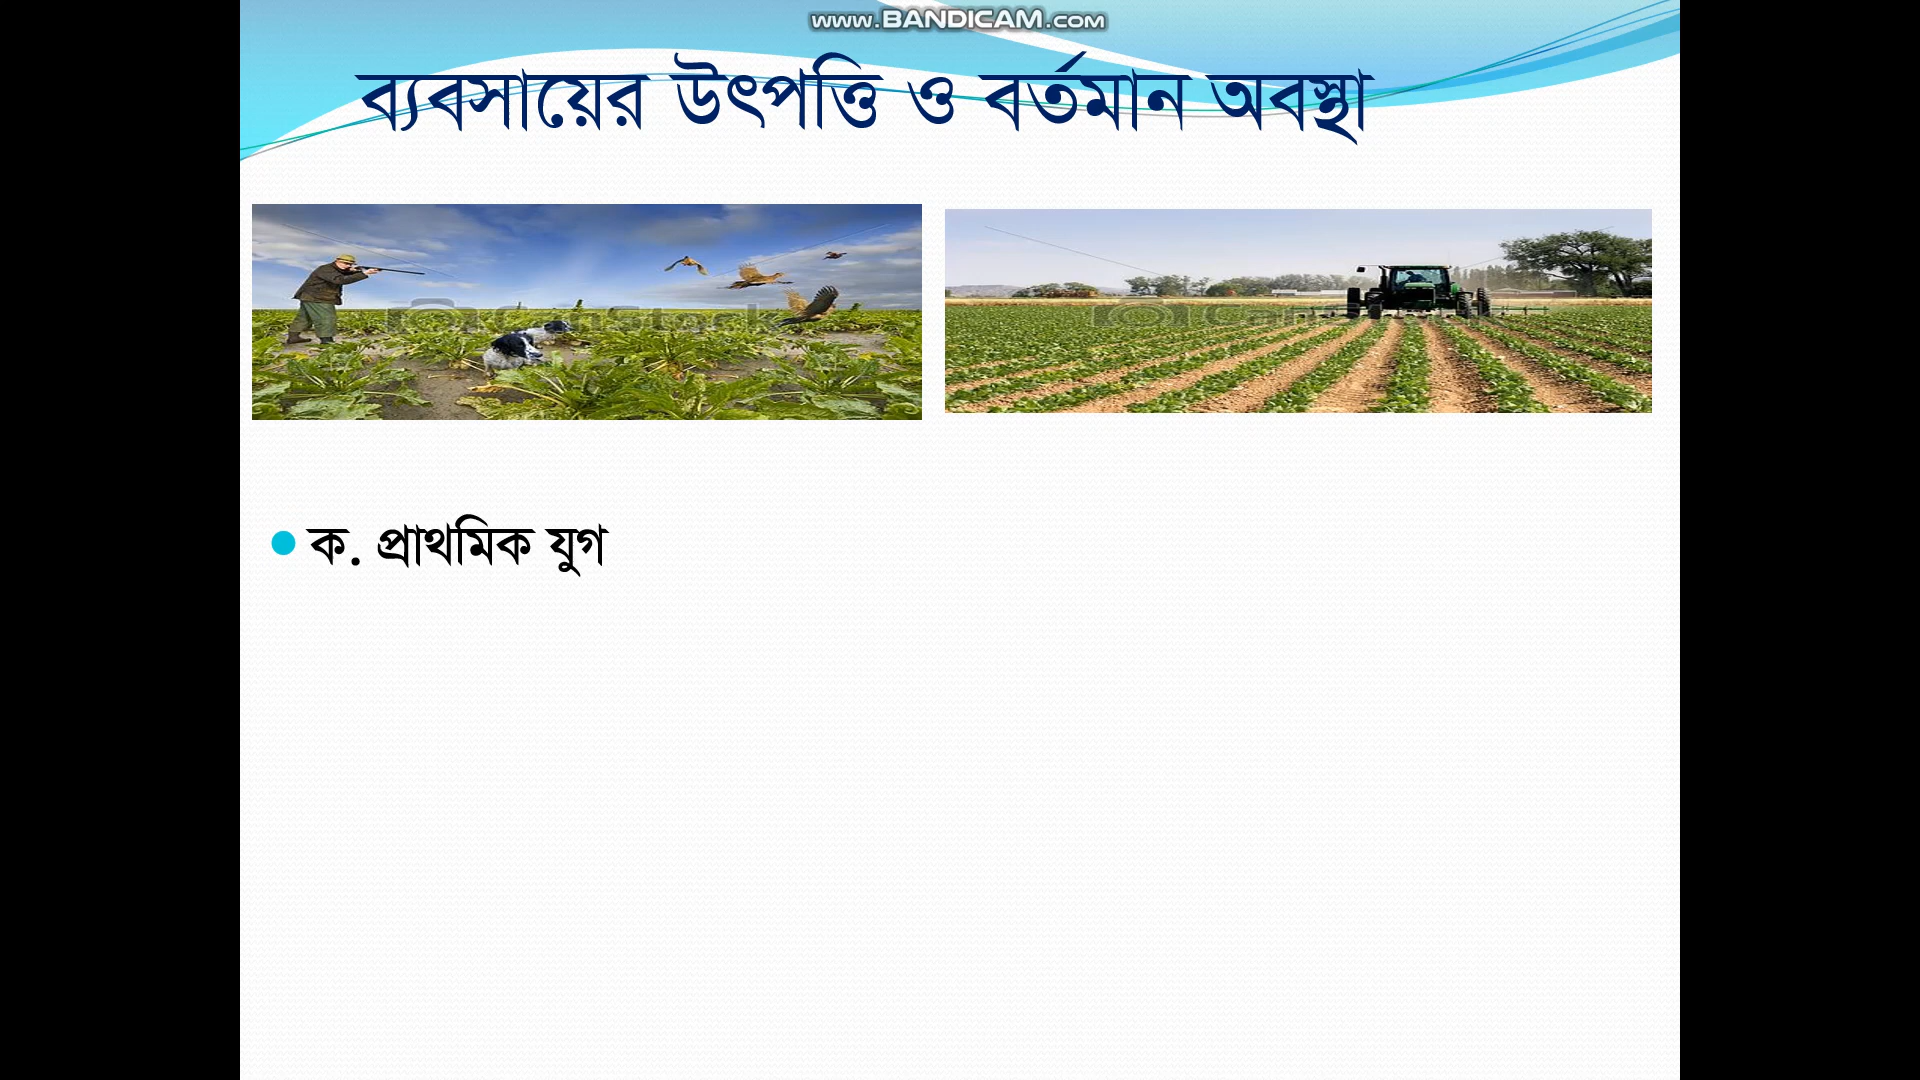 www.BANDICAM.com
ব্যবসায়ের উৎপত্তি ও বর্তমান অবস্থা
ক. প্রাথমিক যুগ